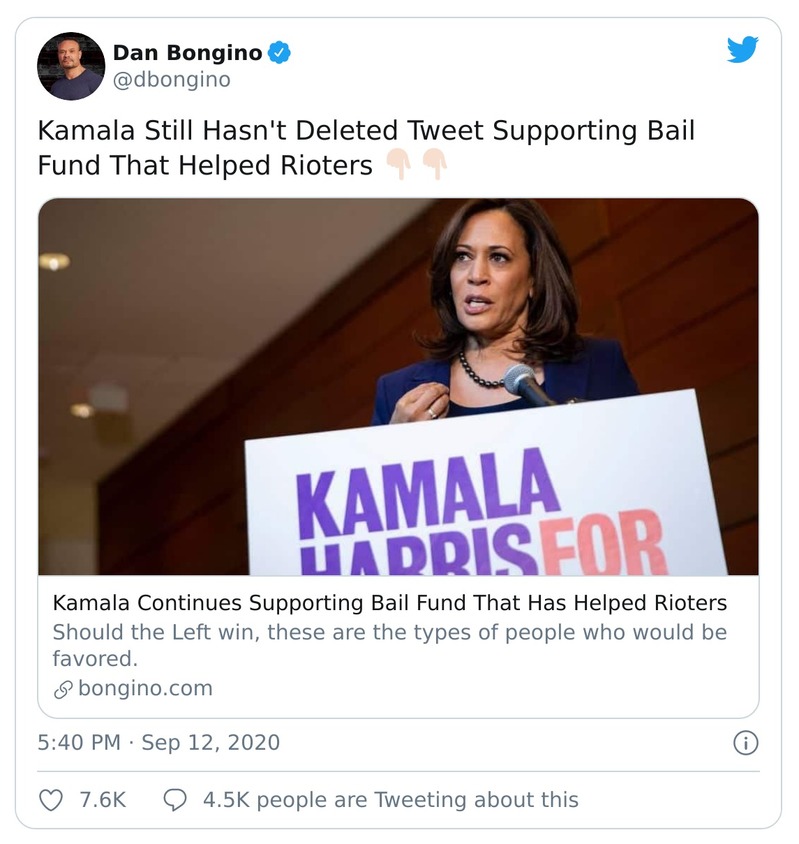 Dan Bongino
@dbongino
Kamala Still Hasn't Deleted Tweet Supporting Bail
Fund That Helped Rioters 👇🏻👇🏻
KAMALA
HARRIS FOR
Kamala Continues Supporting Bail Fund That Has Helped Rioters
Should the Left win, these are the types of people who would be
favored.
bongino.com
5:40 PM · Sep 12, 2020
7.6K 4.5K people are Tweeting about this